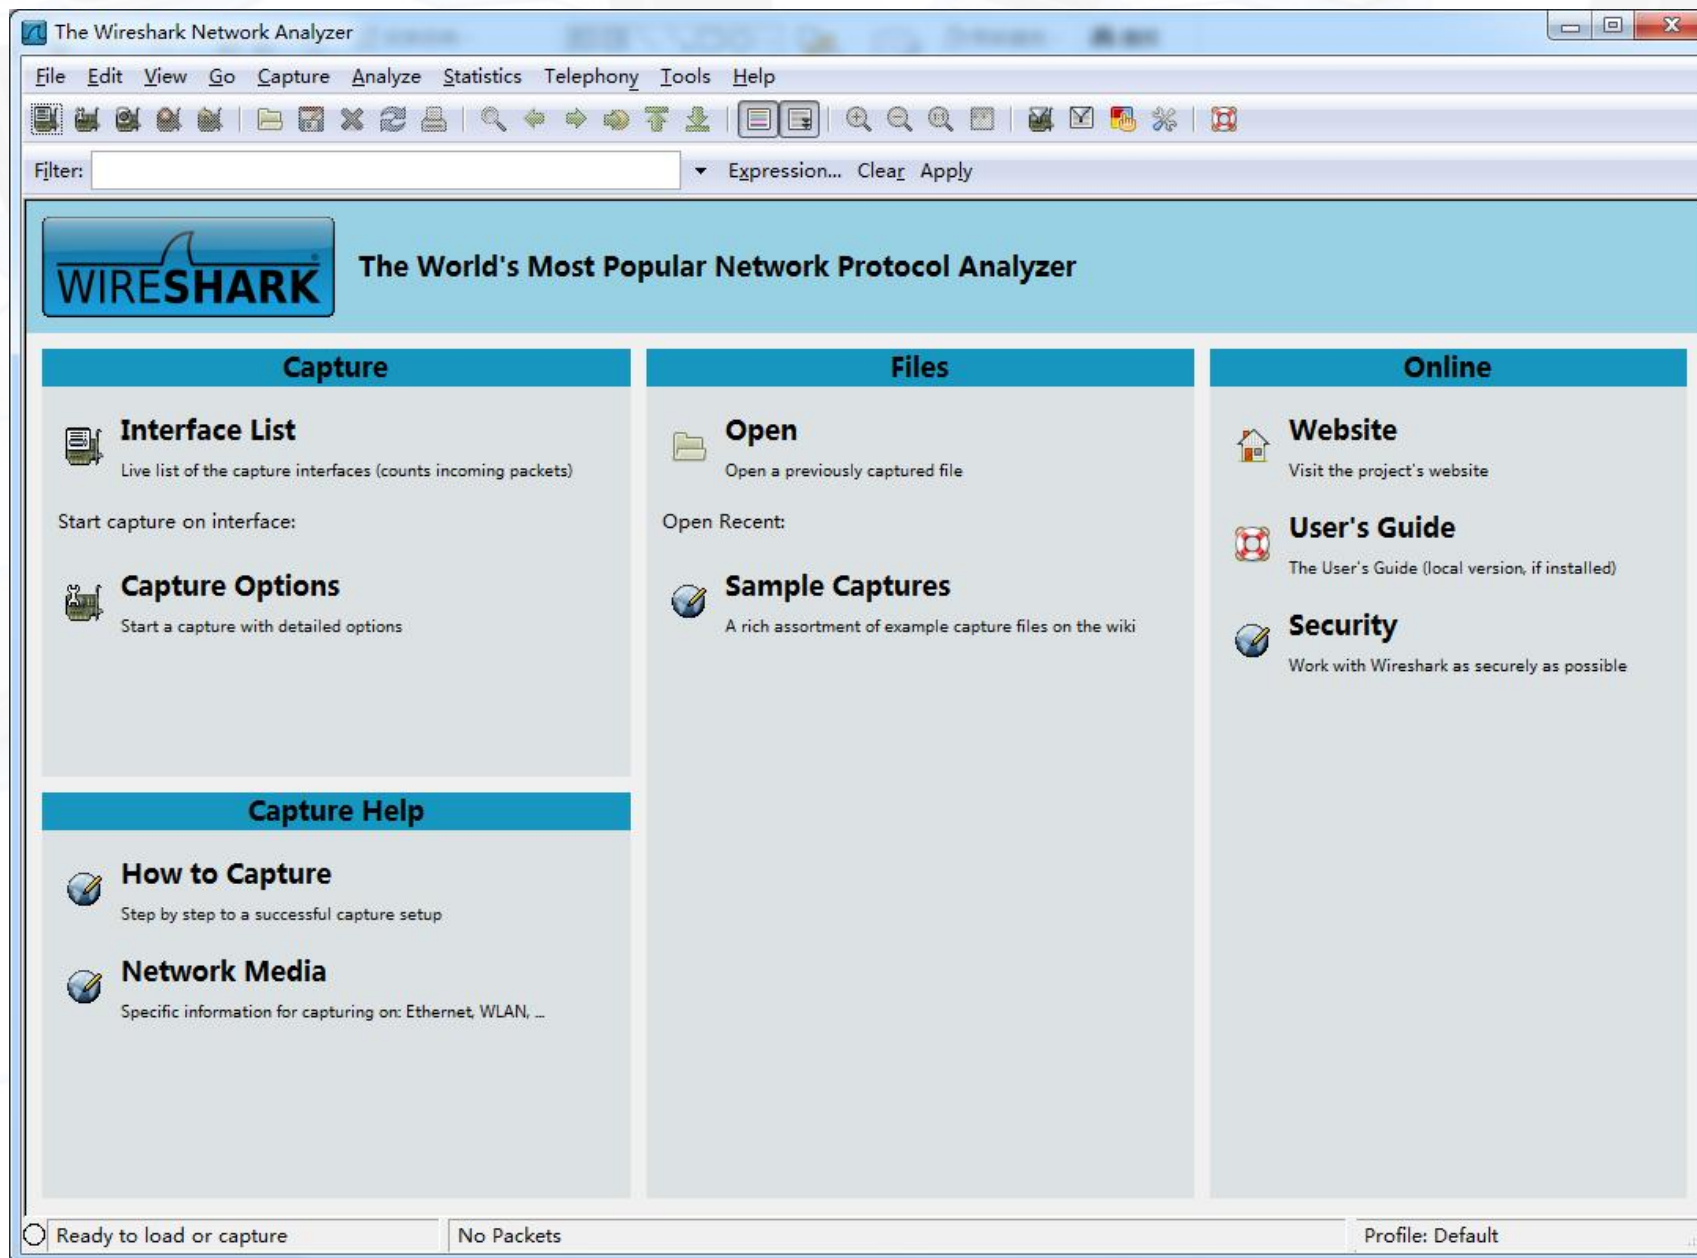 The Wireshark Network Analyzer
File Edit View Go Capture Analyze Statistics Telephony Tools Help
Filter: Expression... Clear Apply
WIRESHARK® The World's Most Popular Network Protocol Analyzer
Capture
Interface List
Live list of the capture interfaces (counts incoming packets)
Start capture on interface:
Capture Options
Start a capture with detailed options
Capture Help
How to Capture
Step by step to a successful capture setup
Network Media
Specific information for capturing on: Ethernet, WLAN, ...
Files
Open
Open a previously captured file
Open Recent:
Sample Captures
A rich assortment of example capture files on the wiki
Online
Website
Visit the project's website
User's Guide
The User's Guide (local version, if installed)
Security
Work with Wireshark as securely as possible
Ready to load or capture No Packets Profile: Default